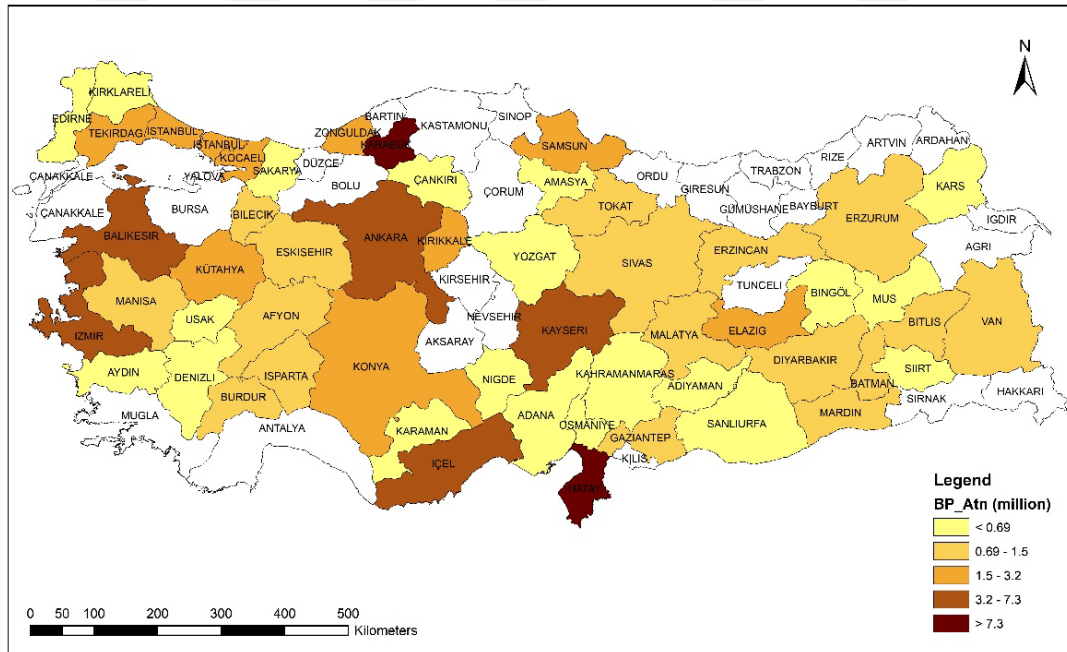 N
KIRKLARELI
EDIRNE
TEKIRDAG
ISTANBUL
ISTANBUL
KOCAELI
YALOVA
SAKARYA
DÜZCE
ZONGULDAK
BARTIN
KARABUK
KASTAMONU
SINOP
SAMSUN
ORDU
GIRESUN
TRABZON
RIZE
ARTVIN
ARDAHAN
ÇANAKKALE
ÇANAKKALE
BURSA
BILECIK
BOLU
ÇANKIRI
ÇORUM
AMASYA
TOKAT
GÜMÜSHANE
BAYBURT
ERZURUM
KARS
IGDIR
AGRI
BALIKESIR
KÜTAHYA
ESKIŞEHIR
ANKARA
KIRIKKALE
YOZGAT
SIVAS
ERZINCAN
TUNCELI
BINGÖL
MUS
KIRSEHIR
NEVSEHIR
MANISA
USAK
AFYON
IZMIR
AKSARAY
KAYSERI
MALATYA
ELAZIG
BITLIS
VAN
AYDIN
DENIZLI
ISPARTA
BURDUR
KONYA
NIGDE
KAHRAMANMARAS
ADIYAMAN
DIYARBAKIR
BATMAN
SIIRT
HAKKARI
SIRNAK
MARDIN
MUGLA
ANTALYA
KARAMAN
IÇEL
ADANA
OSMANIYE
GAZIANTEP
KILIS
SANLIURFA
HATAY
Legend
BP_Atn (million)
< 0.69
0.69 - 1.5
1.5 - 3.2
3.2 - 7.3
> 7.3
0 50 100 200 300 400 500
Kilometers